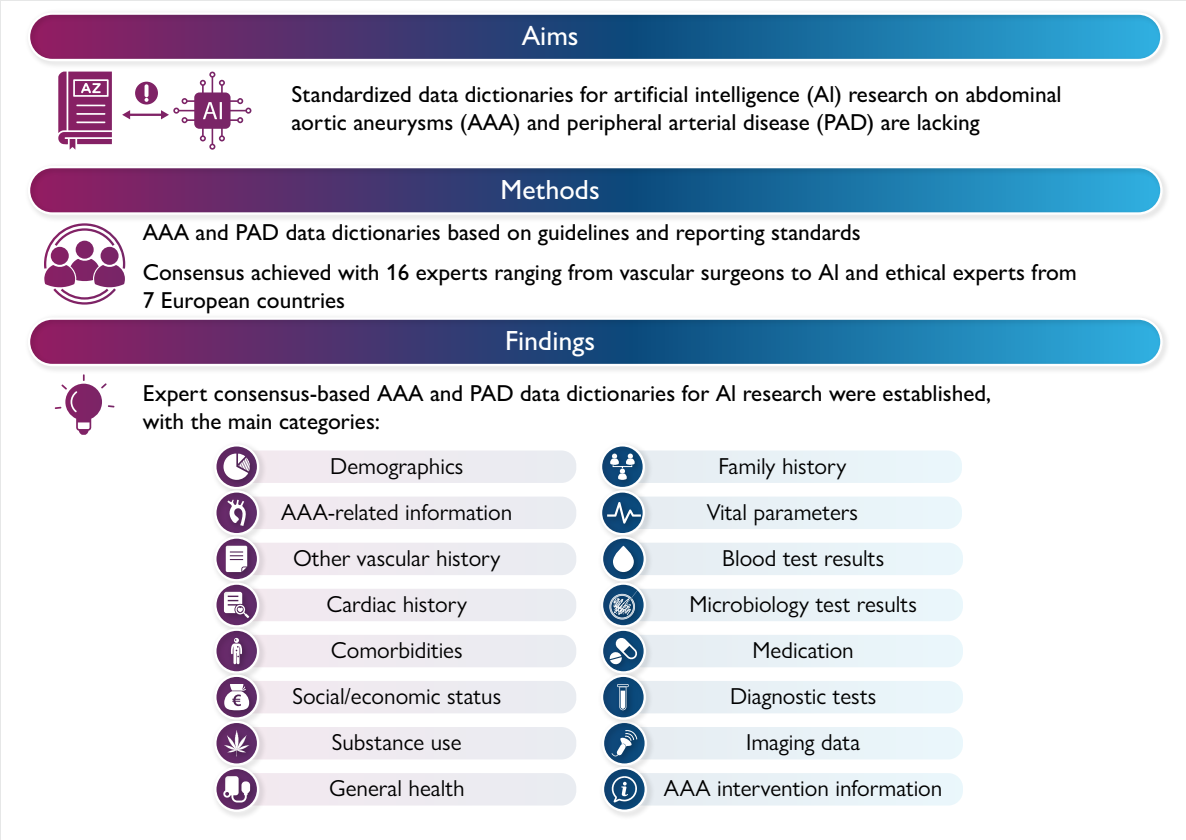 Aims
AZ
AI
Standardized data dictionaries for artificial intelligence (AI) research on abdominal
aortic aneurysms (AAA) and peripheral arterial disease (PAD) are lacking
Methods
AAA and PAD data dictionaries based on guidelines and reporting standards
Consensus achieved with 16 experts ranging from vascular surgeons to AI and ethical experts from
7 European countries
Findings
Expert consensus-based AAA and PAD data dictionaries for AI research were established,
with the main categories:
Demographics
AAA-related information
Other vascular history
Cardiac history
Comorbidities
€
Social/economic status
Substance use
General health
Family history
Vital parameters
Blood test results
Microbiology test results
Medication
Diagnostic tests
Imaging data
i
AAA intervention information